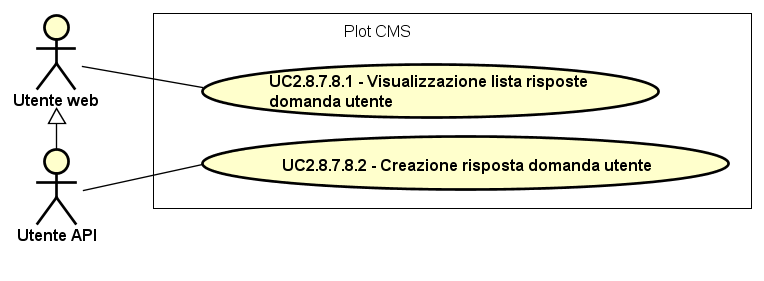 Plot CMS
UC2.8.7.8.1 - Visualizzazione lista risposte
domanda utente
Utente web
UC2.8.7.8.2 - Creazione risposta domanda utente
Utente API